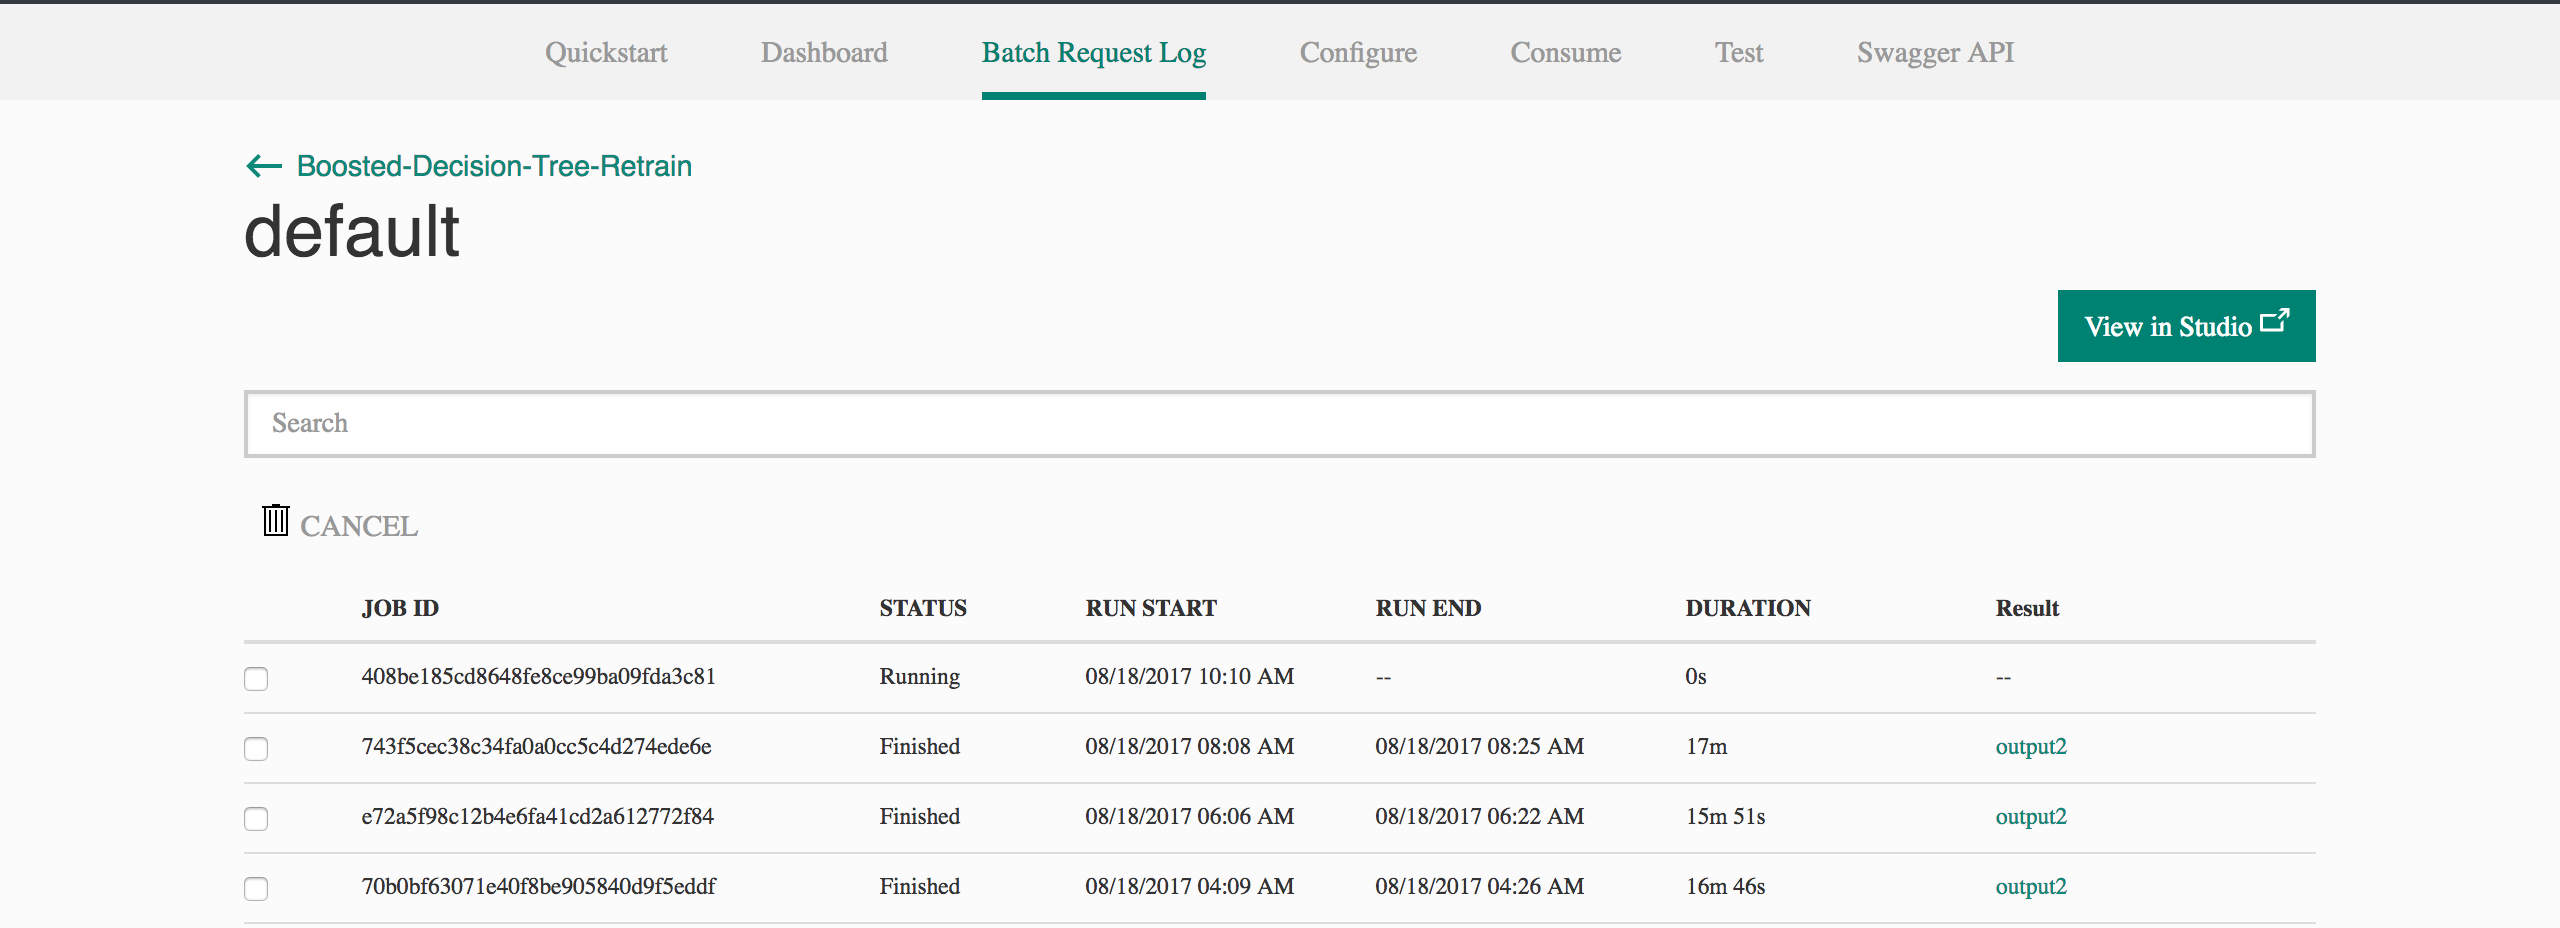 Quickstart Dashboard Batch Request Log Configure Consume Test Swagger API
← Boosted-Decision-Tree-Retrain
default
View in Studio
Search
CANCEL
JOB ID STATUS RUN START RUN END DURATION Result
408be185cd8648fe8ce99ba09fda3c81 Running 08/18/2017 10:10 AM -- 0s --
743f5cec38c34fa0a0cc5c4d274ede6e Finished 08/18/2017 08:08 AM 08/18/2017 08:25 AM 17m output2
e72a5f98c12b4e6fa41cd2a612772f84 Finished 08/18/2017 06:06 AM 08/18/2017 06:22 AM 15m 51s output2
70b0bf63071e40f8be905840d9f5eddf Finished 08/18/2017 04:09 AM 08/18/2017 04:26 AM 16m 46s output2